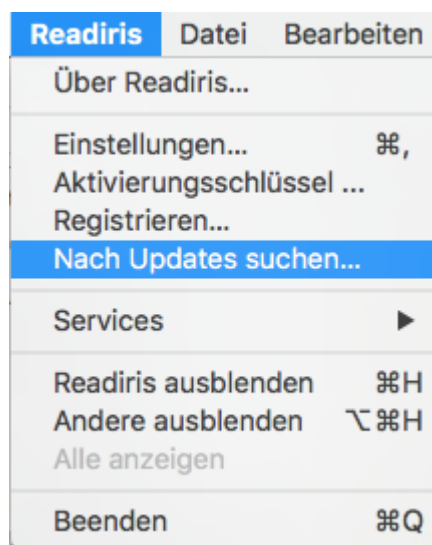 Readiris Datei Bearbeiten
Über Readiris...
Einstellungen... ⌘,
Aktivierungsschlüssel ...
Registrieren...
Nach Updates suchen...
Services ▶
Readiris ausblenden ⌘H
Andere ausblenden ⌥⌘H
Alle anzeigen
Beenden ⌘Q